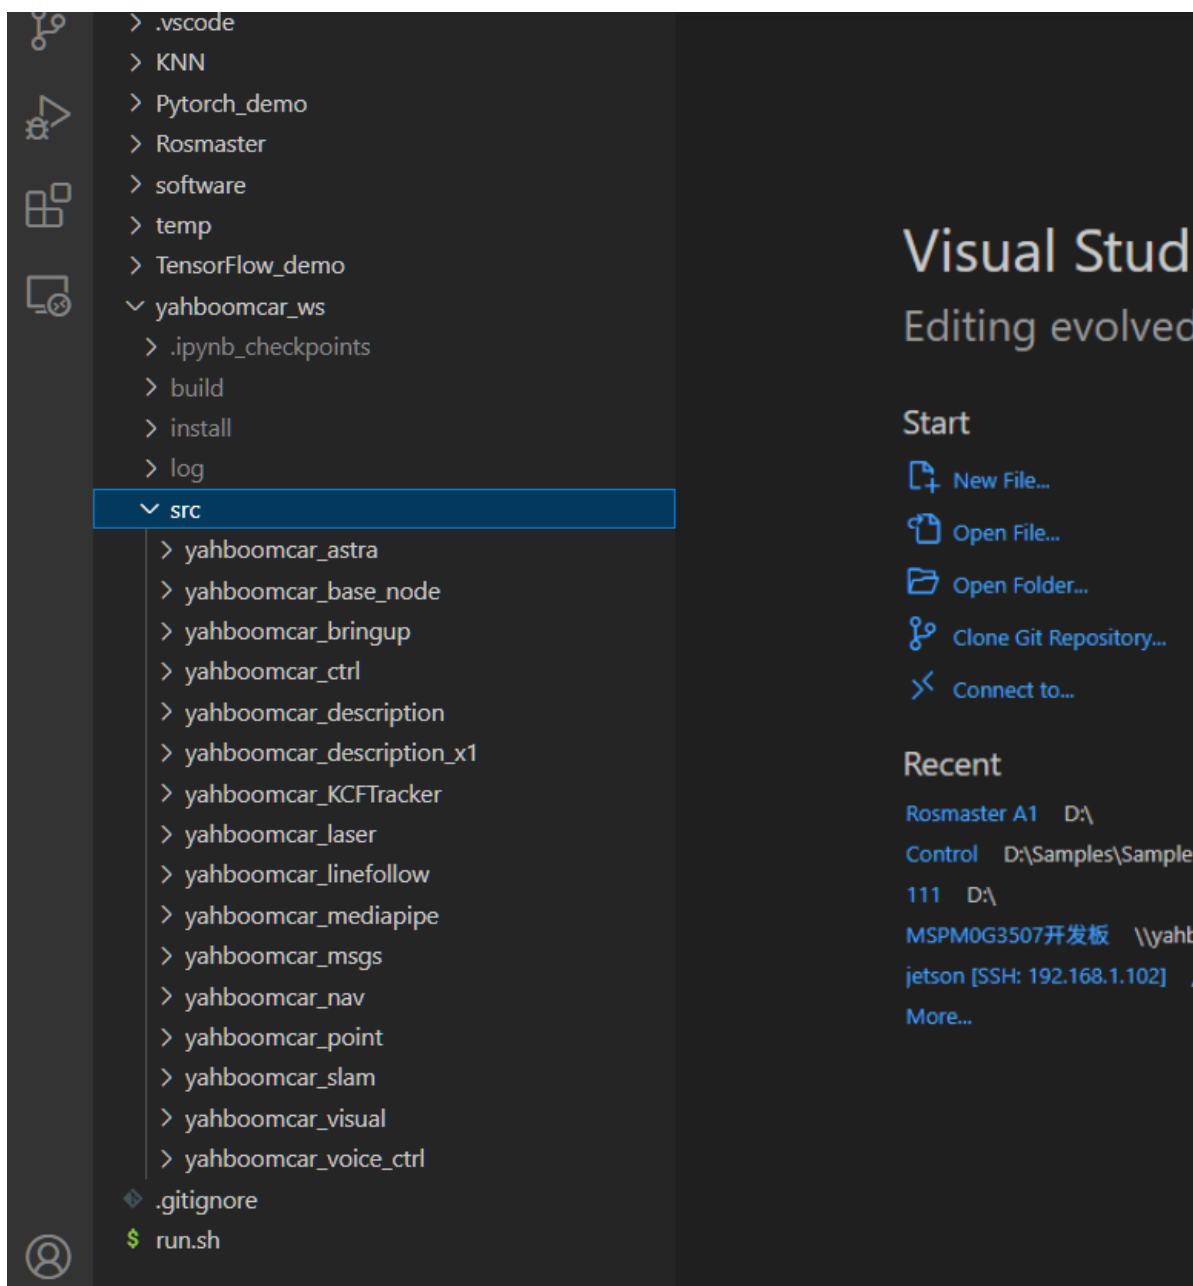 .vscode
KNN
Pytorch_demo
Rosmaster
software
temp
TensorFlow_demo
yahboomcar_ws
.ipynb_checkpoints
build
install
log
src
yahboomcar_astra
yahboomcar_base_node
yahboomcar_bringup
yahboomcar_ctrl
yahboomcar_description
yahboomcar_description_x1
yahboomcar_KCFTracker
yahboomcar_laser
yahboomcar_linefollow
yahboomcar_mediapipe
yahboomcar_msgs
yahboomcar_nav
yahboomcar_point
yahboomcar_slam
yahboomcar_visual
yahboomcar_voice_ctrl
.gitignore
$ run.sh
Visual Stud
Editing evolved
Start
New File...
Open File...
Open Folder...
Clone Git Repository...
Connect to...
Recent
Rosmaster A1 D:\
Control D:\Samples\Sample
111 D:\
MSPM0G3507开发板 \\yahb
jetson [SSH: 192.168.1.102]
More...